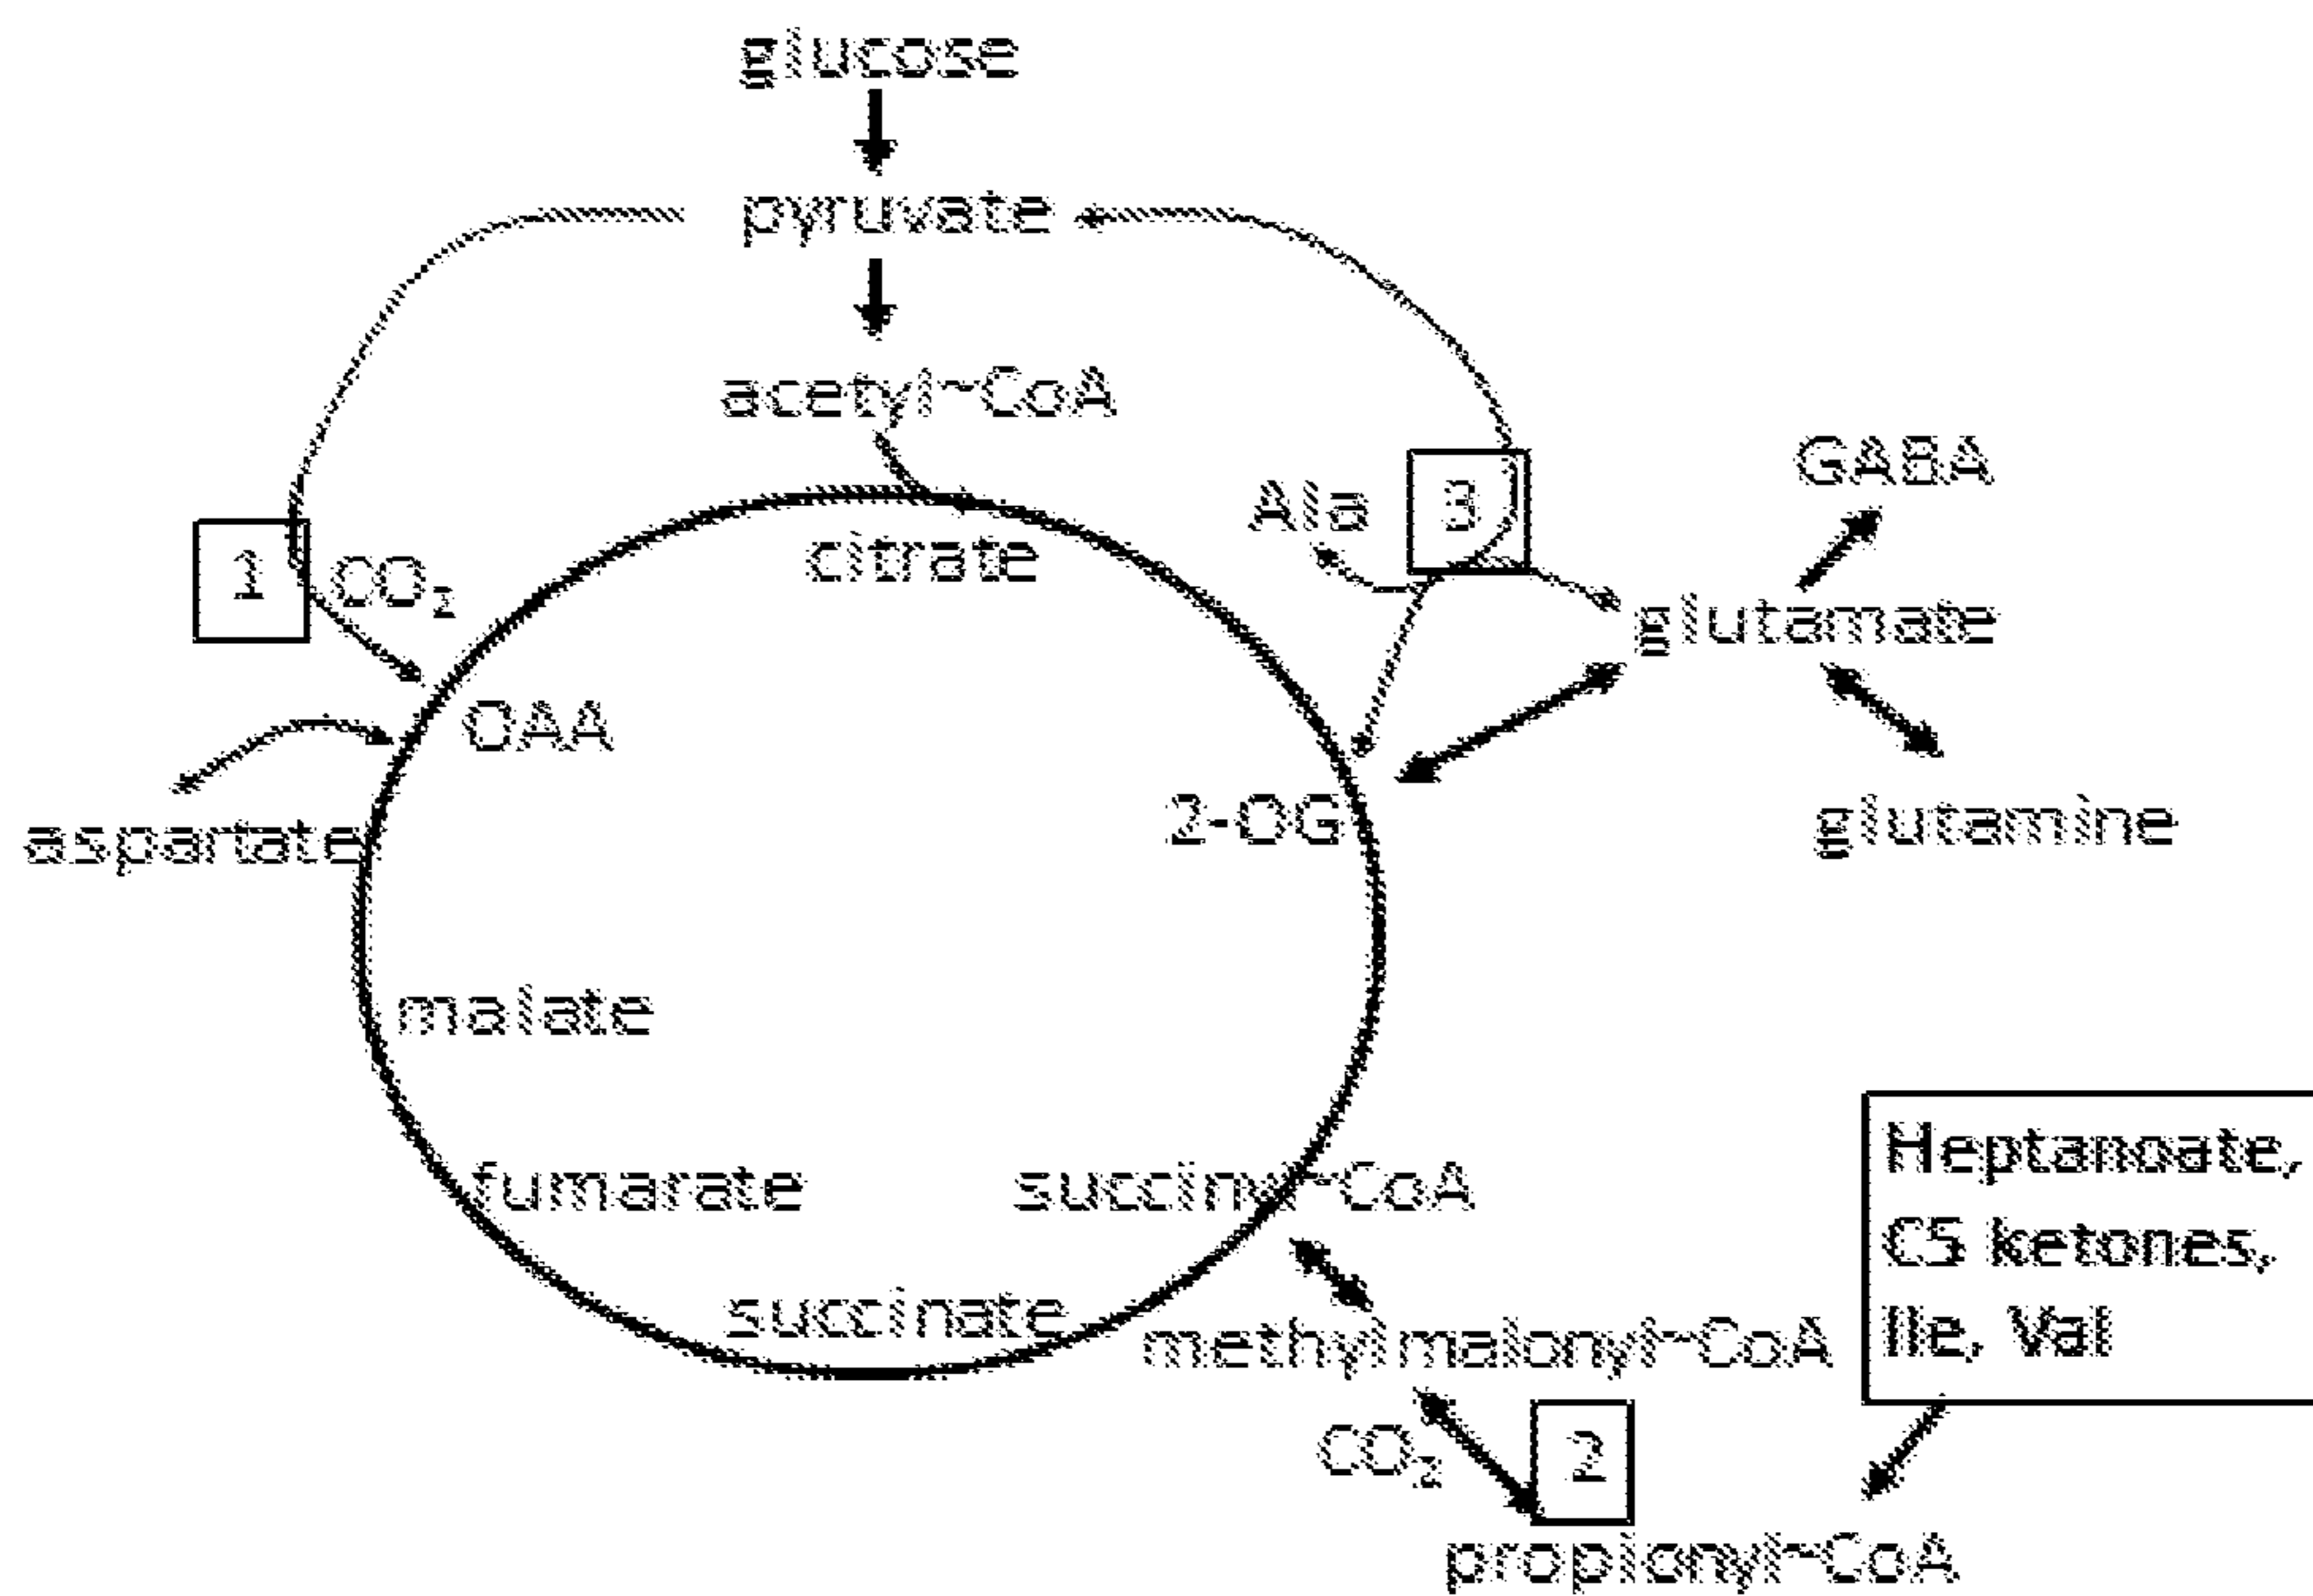 glucose
pyruvate
acetyl~CoA
citrate
Ala
3
GABA
glutamate
glutamine
1
CO₂
OAA
aspartate
2-OG
malate
fumarate
succinate
succinyl~CoA
methylmalonyl~CoA
CO₂
2
propionyl~CoA
Heptanoate,
C5 ketones,
Ile, Val